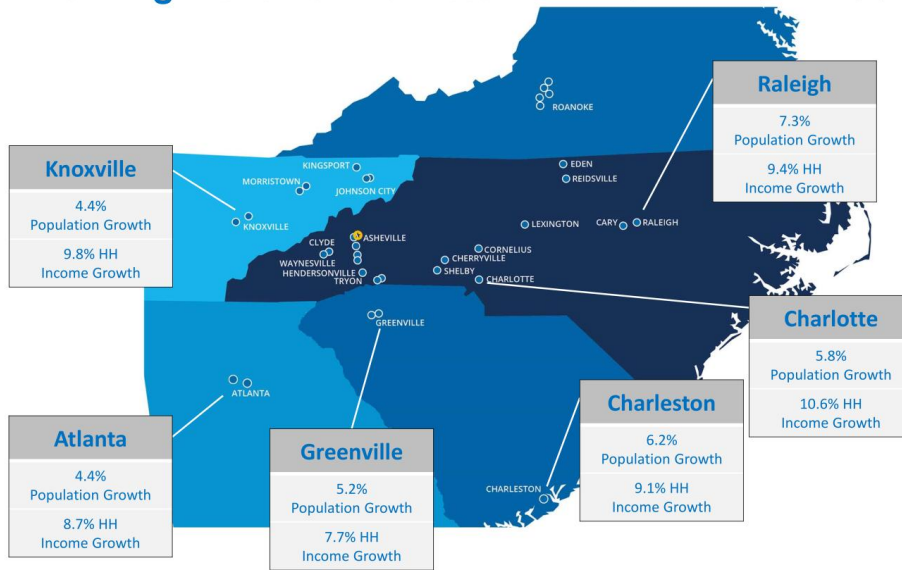 ROANOKE
Raleigh
7.3%
Population Growth
9.4% HH
Income Growth
Knoxville
4.4%
Population Growth
9.8% HH
Income Growth
KINGSPORT
MORRISTOWN
JOHNSON CITY
KNOXVILLE
EDEN
REIDSVILLE
LEXINGTON
CARY
RALEIGH
CLYDE
ASHEVILLE
WAYNESVILLE
HENDERSONVILLE
TRYON
CORNELIUS
CHERRYVILLE
SHELBY
CHARLOTTE
GREENVILLE
Charlotte
5.8%
Population Growth
10.6% HH
Income Growth
ATLANTA
Atlanta
4.4%
Population Growth
8.7% HH
Income Growth
Greenville
5.2%
Population Growth
7.7% HH
Income Growth
Charleston
6.2%
Population Growth
9.1% HH
Income Growth
CHARLESTON